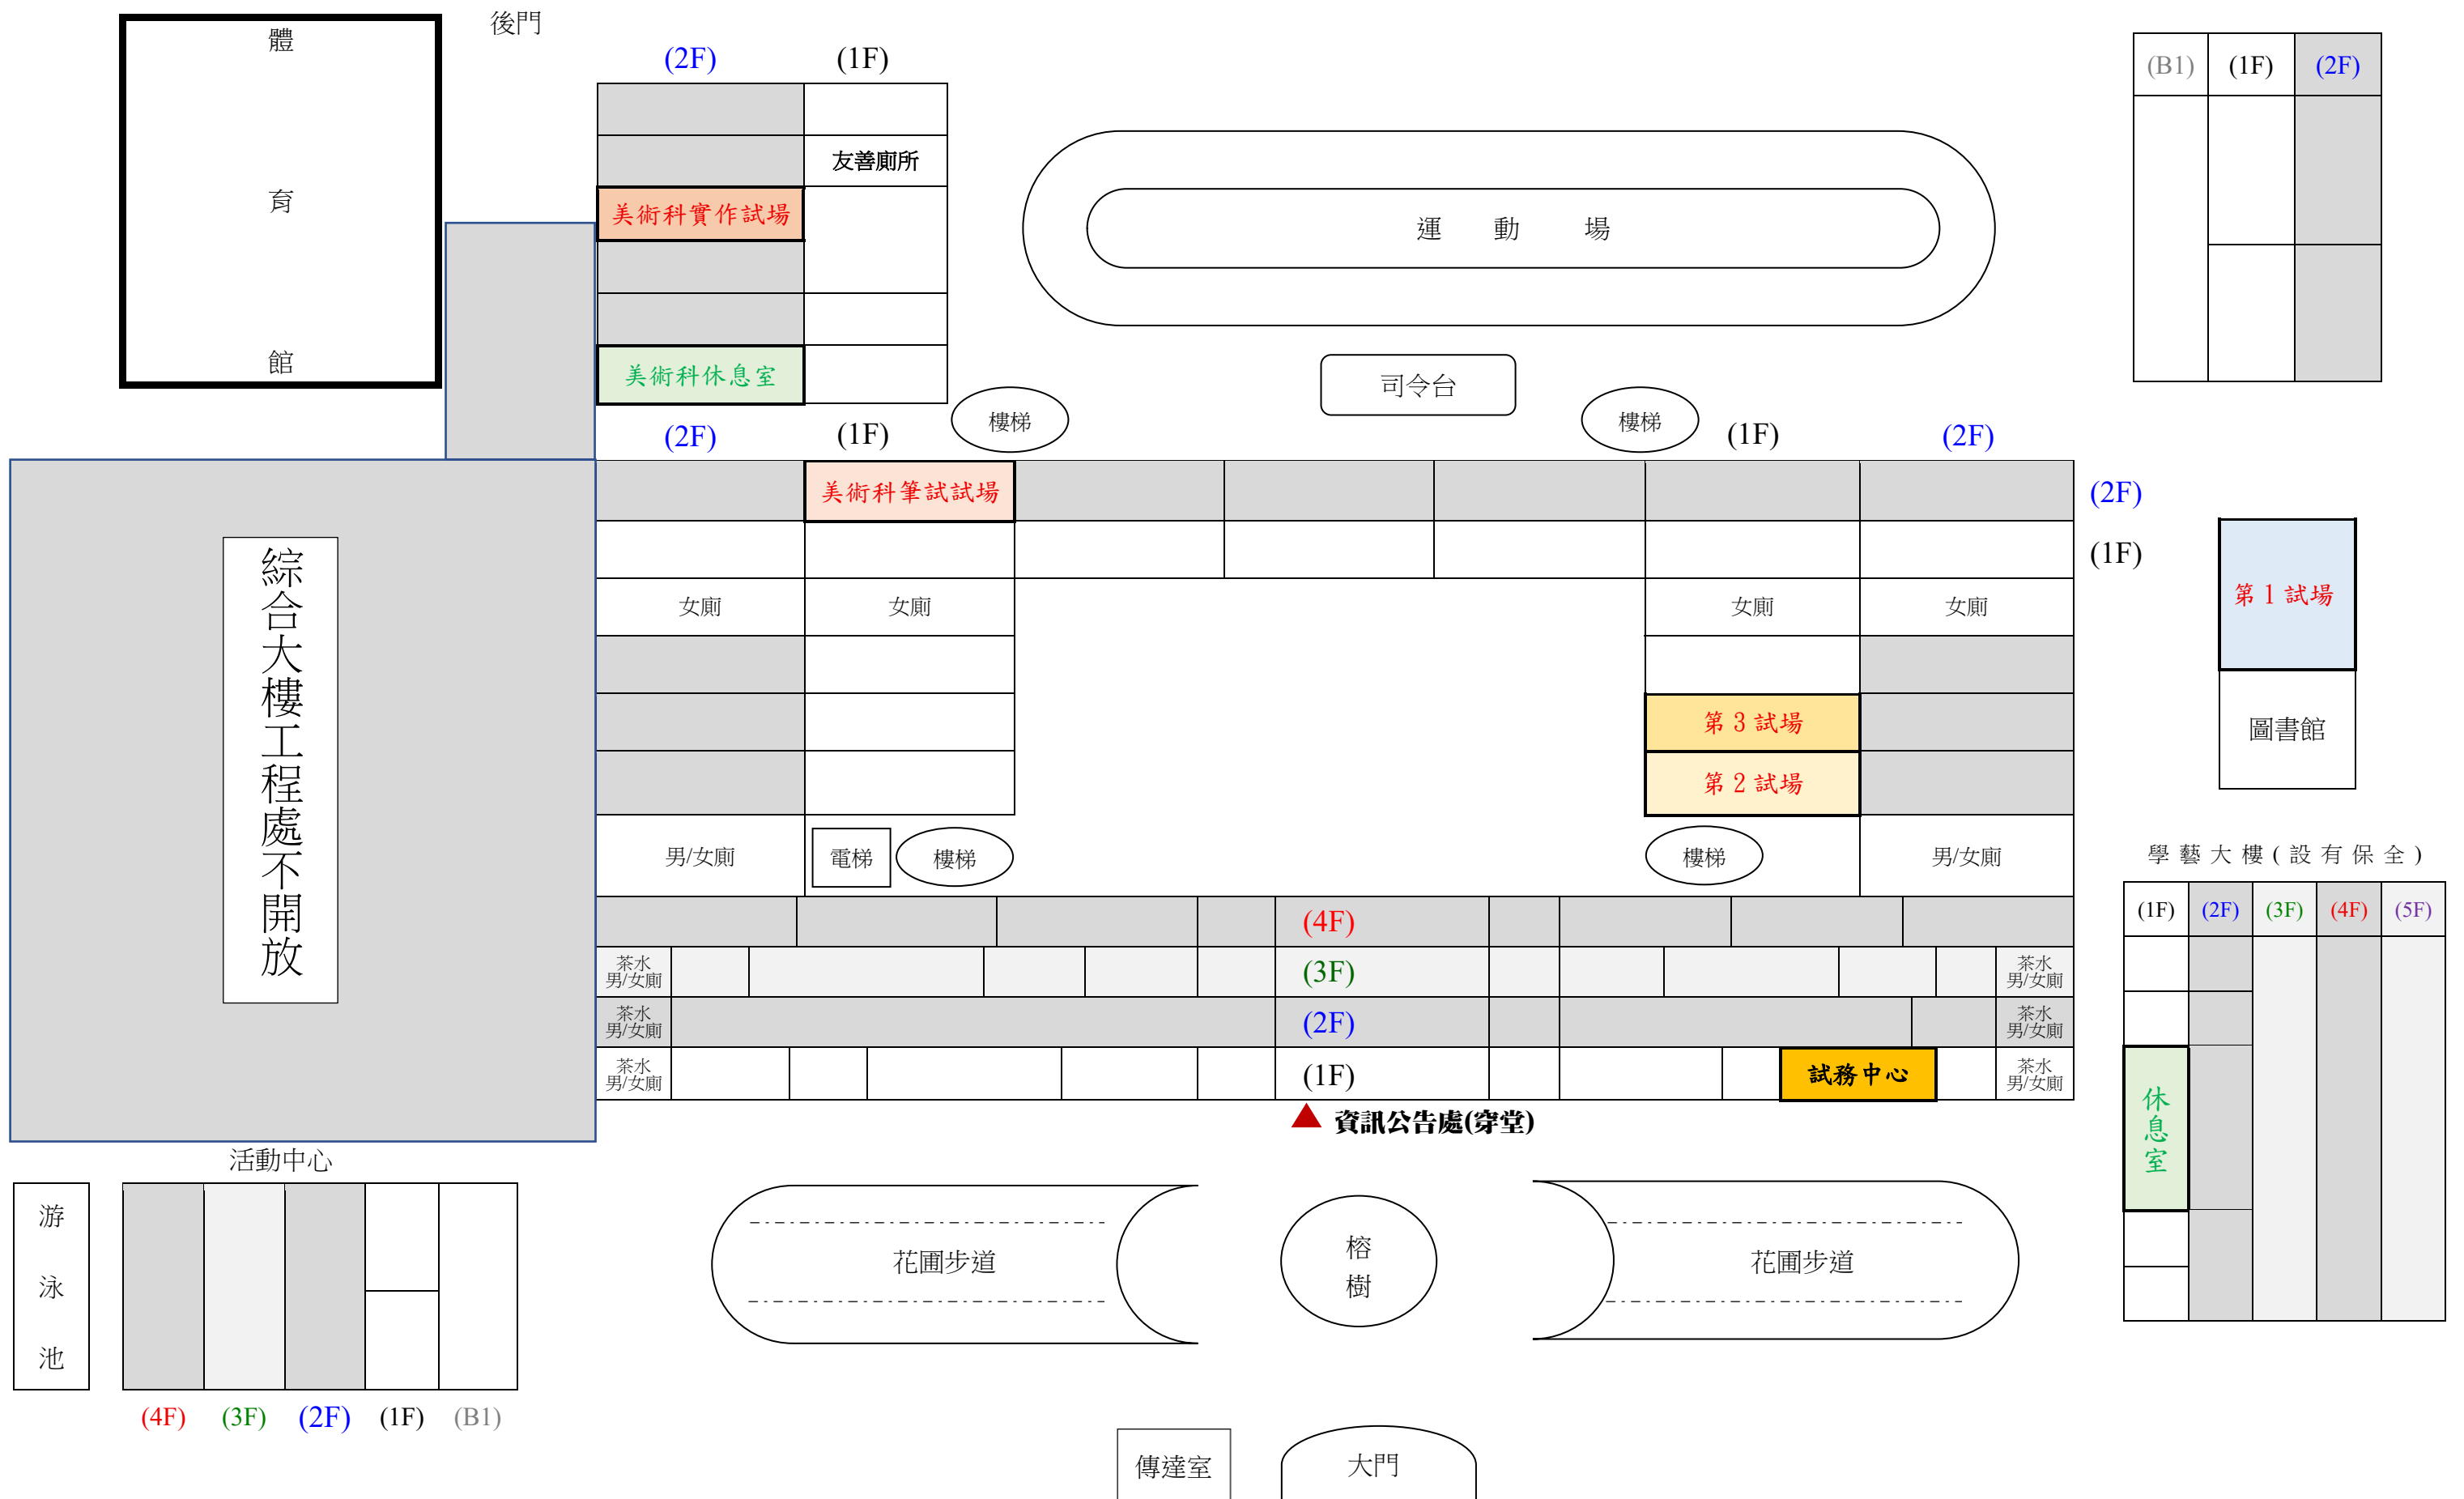 後門
體
育
館
(2F)
(1F)
友善廁所
美術科實作試場
美術科休息室
運 動 場
司令台
樓梯
樓梯
(B1)
(1F)
(2F)
(2F)
(1F)
(1F)
(2F)
美術科筆試試場
(2F)
(1F)
女廁
女廁
女廁
女廁
第 1 試場
圖書館
第 3 試場
第 2 試場
綜合大樓工程處不開放
男/女廁
電梯
樓梯
樓梯
男/女廁
(4F)
茶水
男/女廁
(3F)
茶水
男/女廁
茶水
男/女廁
(2F)
茶水
男/女廁
茶水
男/女廁
(1F)
試務中心
茶水
男/女廁
資訊公告處(穿堂)
學藝大樓(設有保全)
(1F)
(2F)
(3F)
(4F)
(5F)
休息室
活動中心
游
泳
池
(4F)
(3F)
(2F)
(1F)
(B1)
花圃步道
榕
樹
花圃步道
傳達室
大門